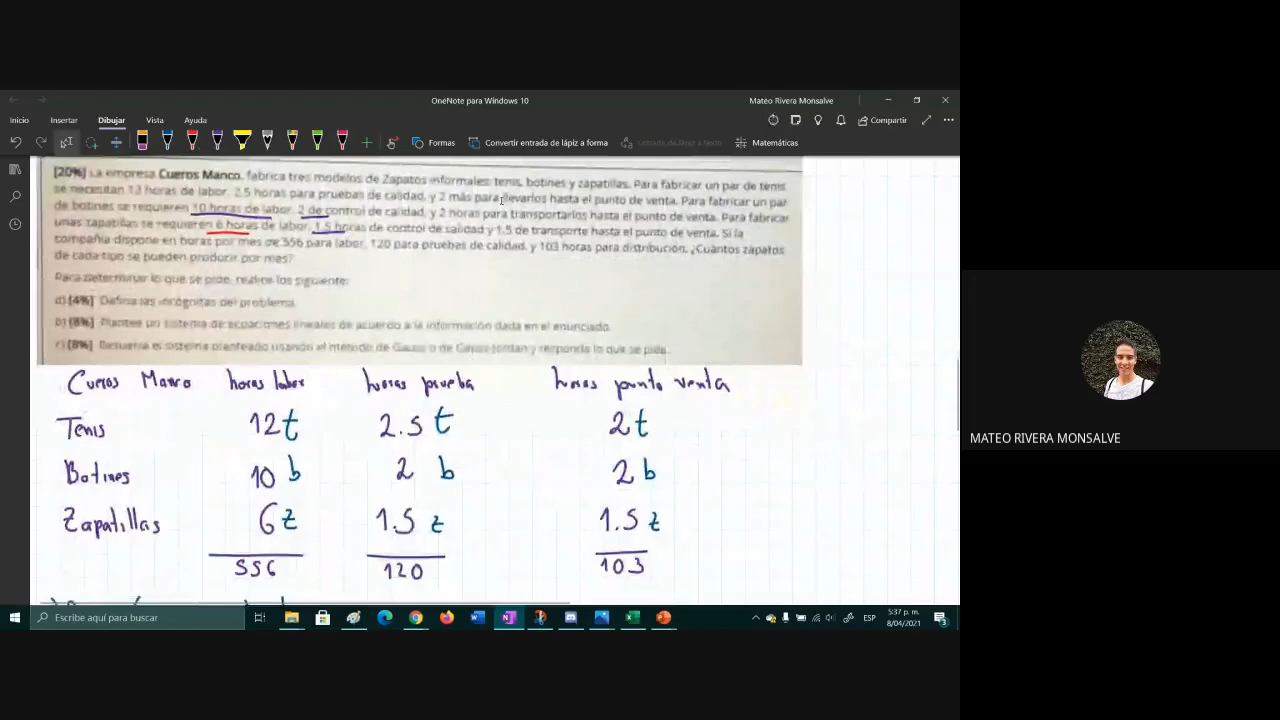 OneNote para Windows 10
MATEO RIVERA MONSALVE
Inicio Insertar Dibujar Vista Ayuda
Compartir
Formas Convertir entrada de lápiz a forma Entrada de lápiz a texto Matemáticas
[20%] La empresa Cueros Manco, fabrica tres modelos de Zapatos informales: tenis, botines y zapatillas. Para fabricar un par de tenis
se necesitan 12 horas de labor, 2.5 horas para pruebas de calidad, y 2 más para llevarlos hasta el punto de venta. Para fabricar un par
de botines se requieren 10 horas de labor, 2 de control de calidad, y 2 horas para transportarlos hasta el punto de venta. Para fabricar
unas zapatillas se requieren 6 horas de labor, 1.5 horas de control de calidad y 1.5 de transporte hasta el punto de venta. Si la
compañía dispone en horas por mes de 556 para labor, 120 para pruebas de calidad, y 103 horas para distribución, ¿Cuántos zapatos
de cada tipo se pueden producir por mes?
Para determinar lo que se pide, realice los siguiente:
a) [4%] Defina las incógnitas del problema.
b) [8%] Plantee un sistema de ecuaciones lineales de acuerdo a la información dada en el enunciado.
c) [8%] Resuelva el sistema planteado usando el método de Gauss o de Gauss-Jordan y responda lo que se pide.
Cueros Manco horas labor horas prueba horas punto venta
Tenis 12t 2.5 t 2t
Botines 10 b 2 b 2b
Zapatillas 6z 1.5 z 1.5 z
556 120 103
Escribe aquí para buscar
ESP
5:37 p. m.
8/04/2021
3
MATEO RIVERA MONSALVE